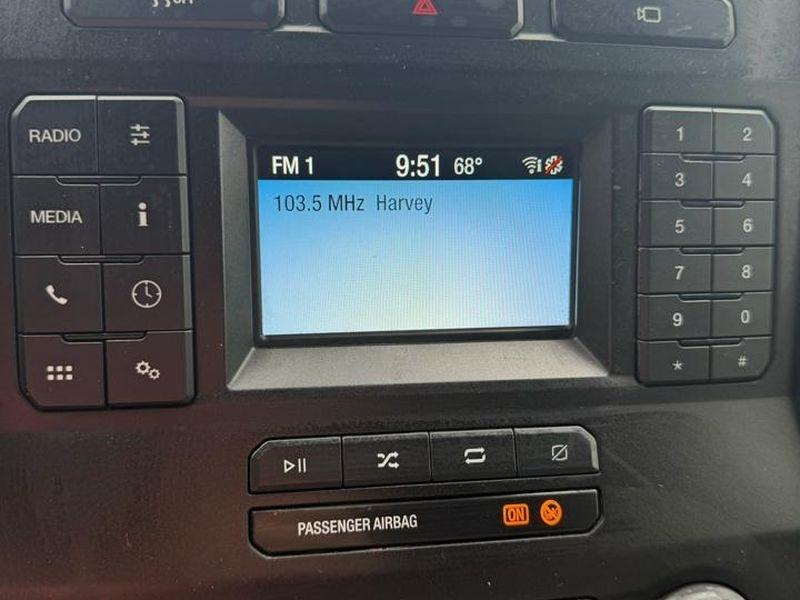 OFF
RADIO
MEDIA
FM 1 9:51 68°
103.5 MHz Harvey
1 2
3 4
5 6
7 8
9 0
* #
PASSENGER AIRBAG ON